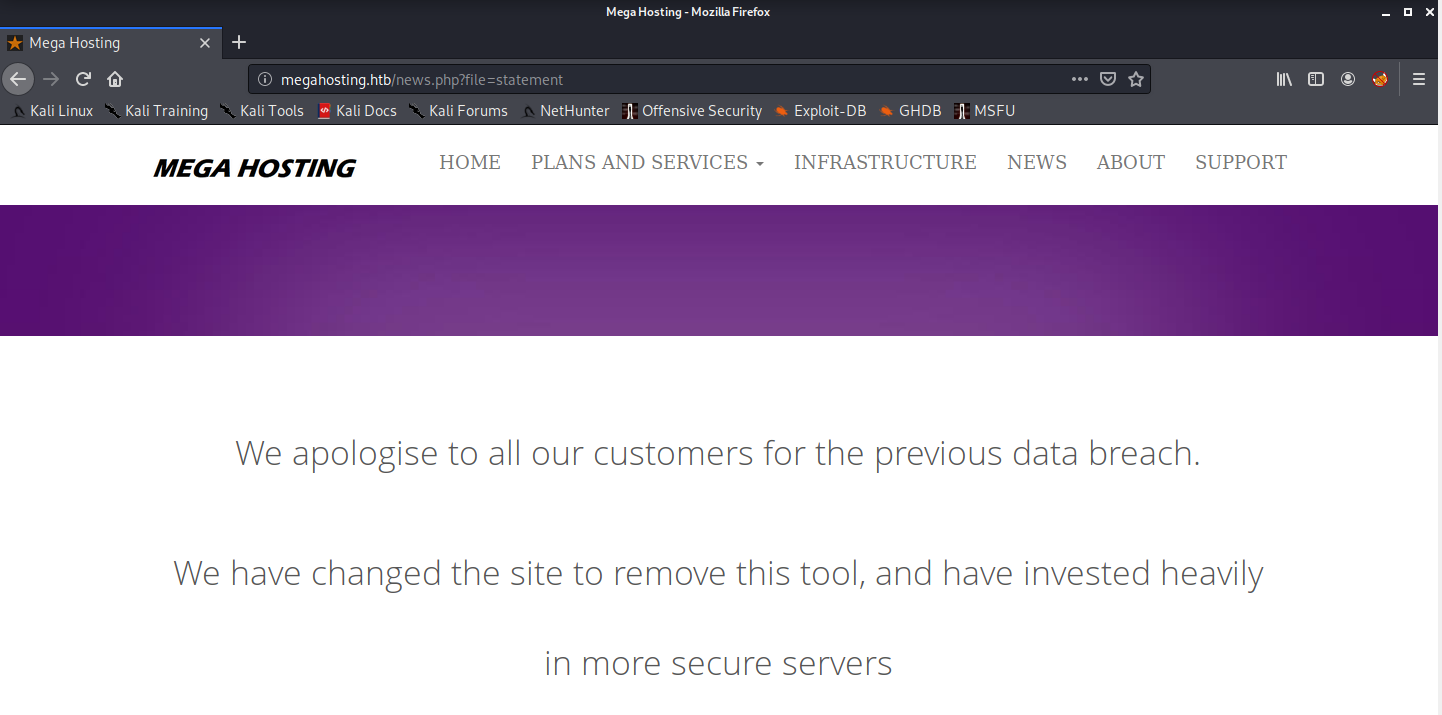 Mega Hosting - Mozilla Firefox
Mega Hosting
megahosting.htb/news.php?file=statement
Kali Linux Kali Training Kali Tools Kali Docs Kali Forums NetHunter Offensive Security Exploit-DB GHDB MSFU
MEGA HOSTING HOME PLANS AND SERVICES INFRASTRUCTURE NEWS ABOUT SUPPORT
We apologise to all our customers for the previous data breach.
We have changed the site to remove this tool, and have invested heavily
in more secure servers